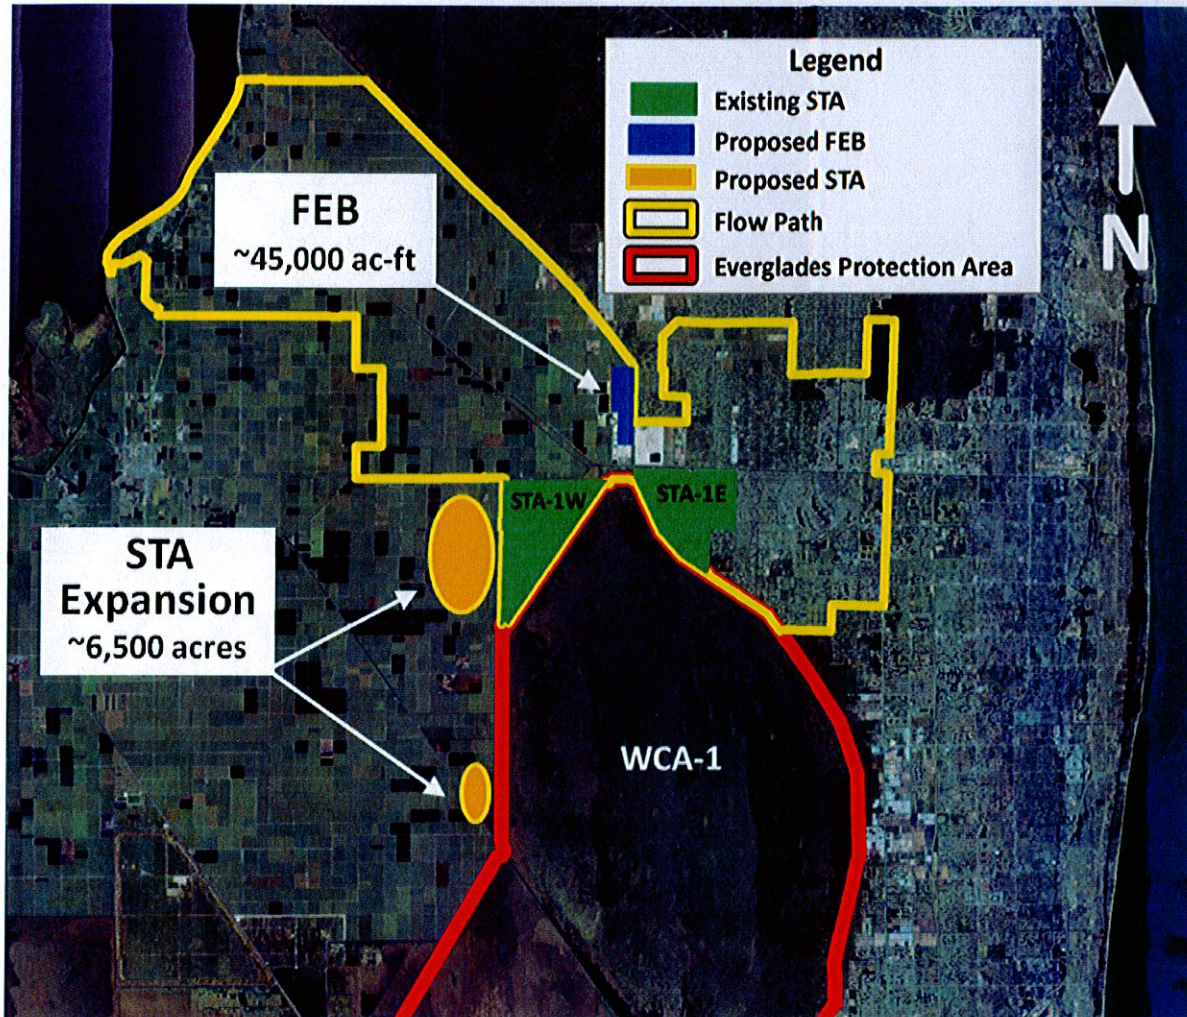 Legend
Existing STA
Proposed FEB
Proposed STA
Flow Path
Everglades Protection Area
N
FEB
~45,000 ac-ft
STA-1W
STA-1E
STA
Expansion
~6,500 acres
WCA-1